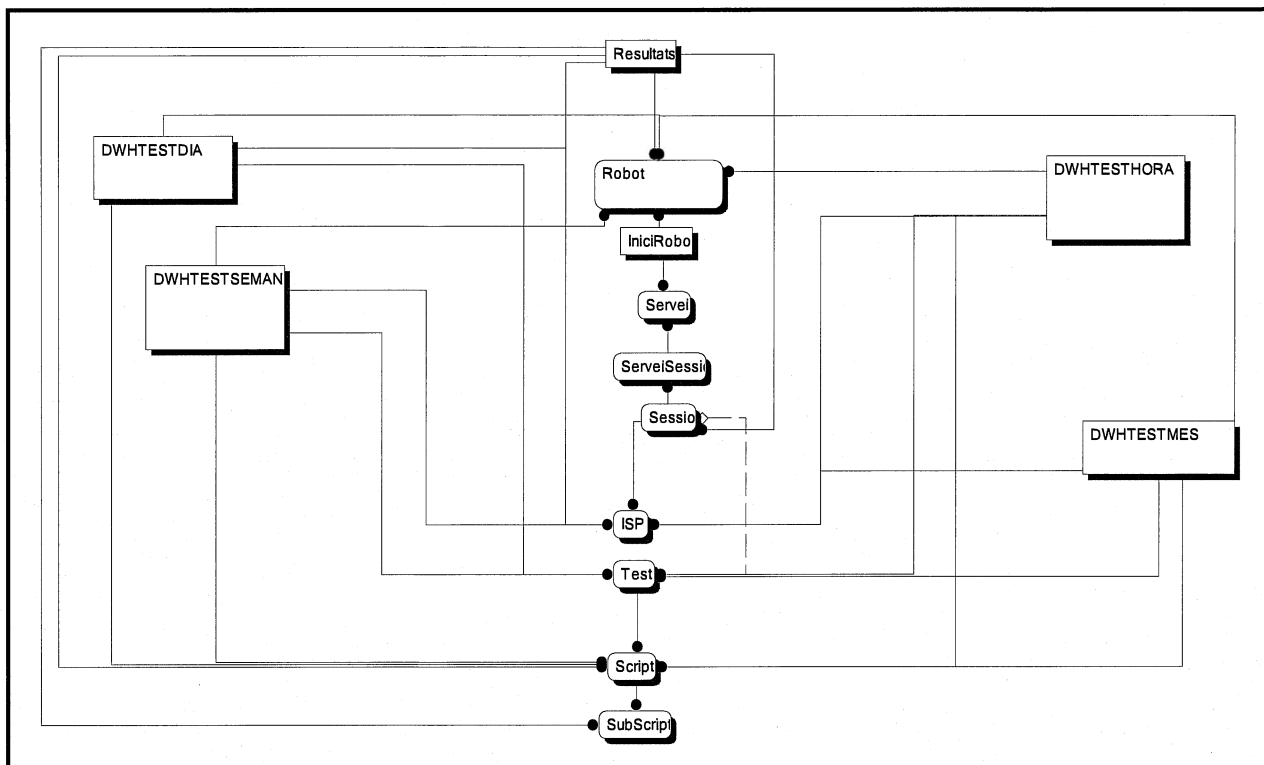 Resultats
DWHTESTDIA
Robot
DWHTESTHORA
IniciRobo
DWHTESTSEMAN
Servei
ServeiSessi
Sessio
DWHTESTMES
ISP
Test
Script
SubScript